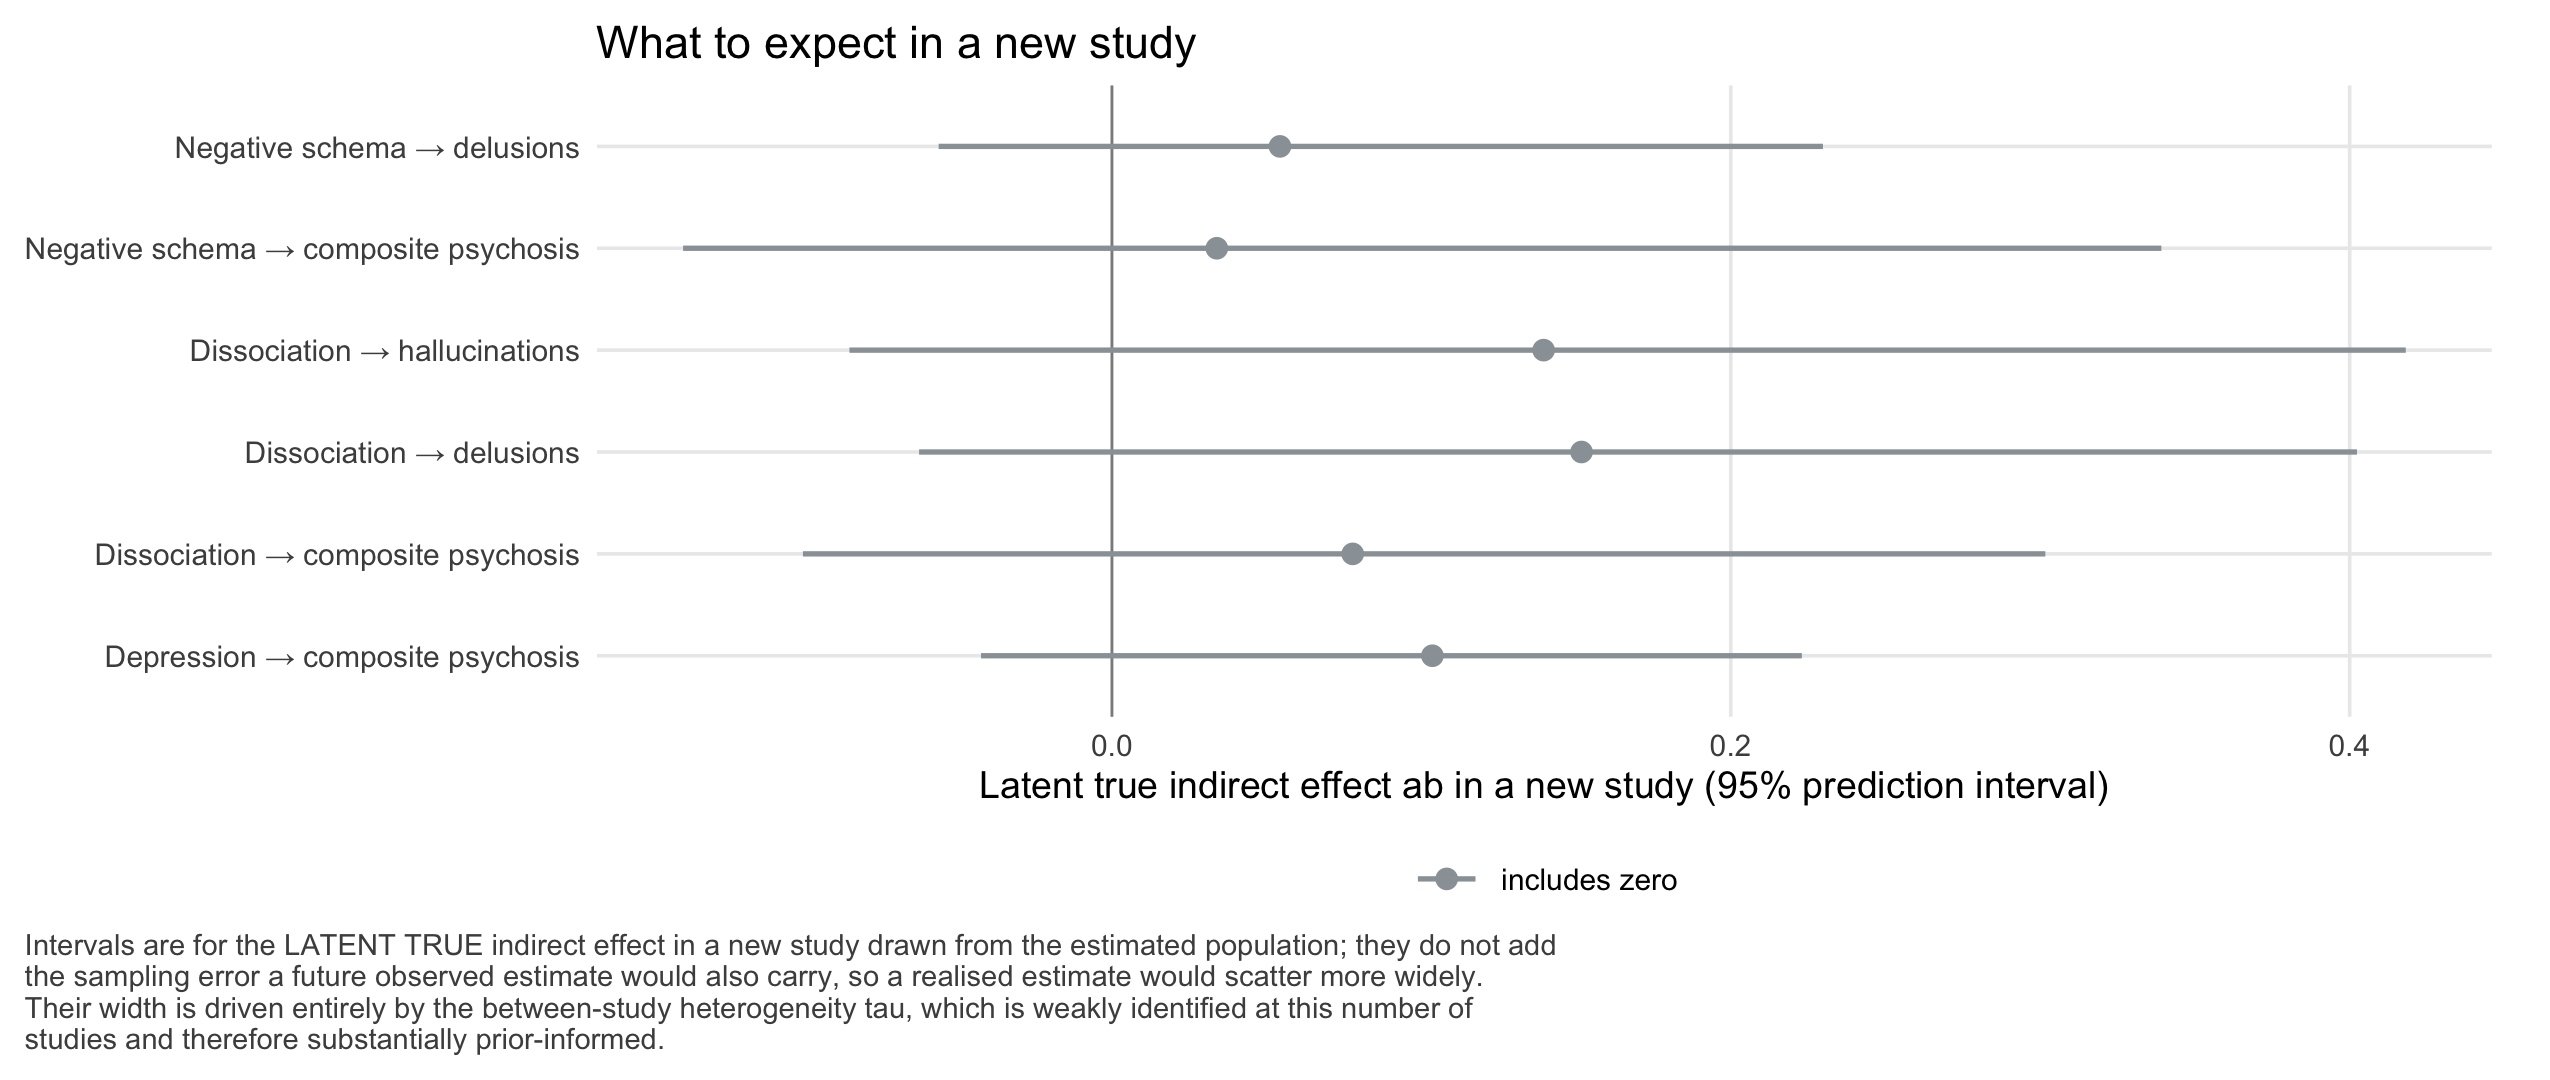 What to expect in a new study
Negative schema → delusions
Negative schema → composite psychosis
Dissociation → hallucinations
Dissociation → delusions
Dissociation → composite psychosis
Depression → composite psychosis
0.0 0.2 0.4
Latent true indirect effect ab in a new study (95% prediction interval)
includes zero
Intervals are for the LATENT TRUE indirect effect in a new study drawn from the estimated population; they do not add
the sampling error a future observed estimate would also carry, so a realised estimate would scatter more widely.
Their width is driven entirely by the between-study heterogeneity tau, which is weakly identified at this number of
studies and therefore substantially prior-informed.